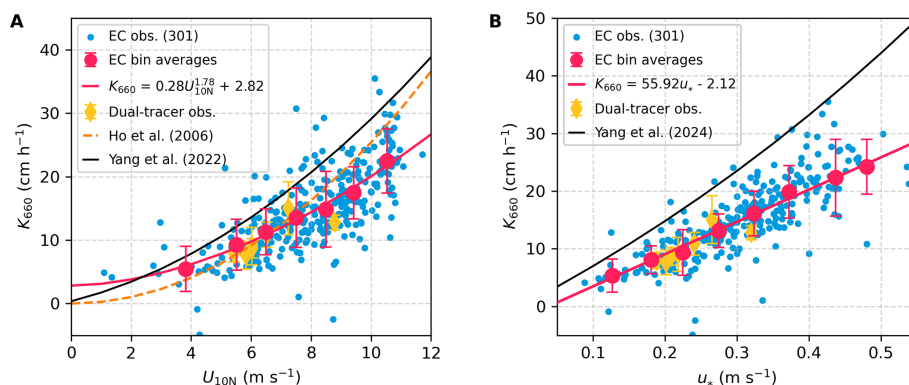 A
EC obs. (301)
EC bin averages
K660 = 0.28U10N^1.78 + 2.82
Dual-tracer obs.
Ho et al. (2006)
Yang et al. (2022)
40
30
20
10
0
K660 (cm h−1)
0 2 4 6 8 10 12
U10N (m s−1)
B
EC obs. (301)
EC bin averages
K660 = 55.92u* - 2.12
Dual-tracer obs.
Yang et al. (2024)
50
40
30
20
10
0
K660 (cm h−1)
0.1 0.2 0.3 0.4 0.5
u* (m s−1)